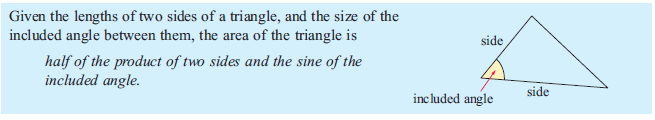 Given the lengths of two sides of a triangle, and the size of the
included angle between them, the area of the triangle is
half of the product of two sides and the sine of the
included angle.
side
included angle
side